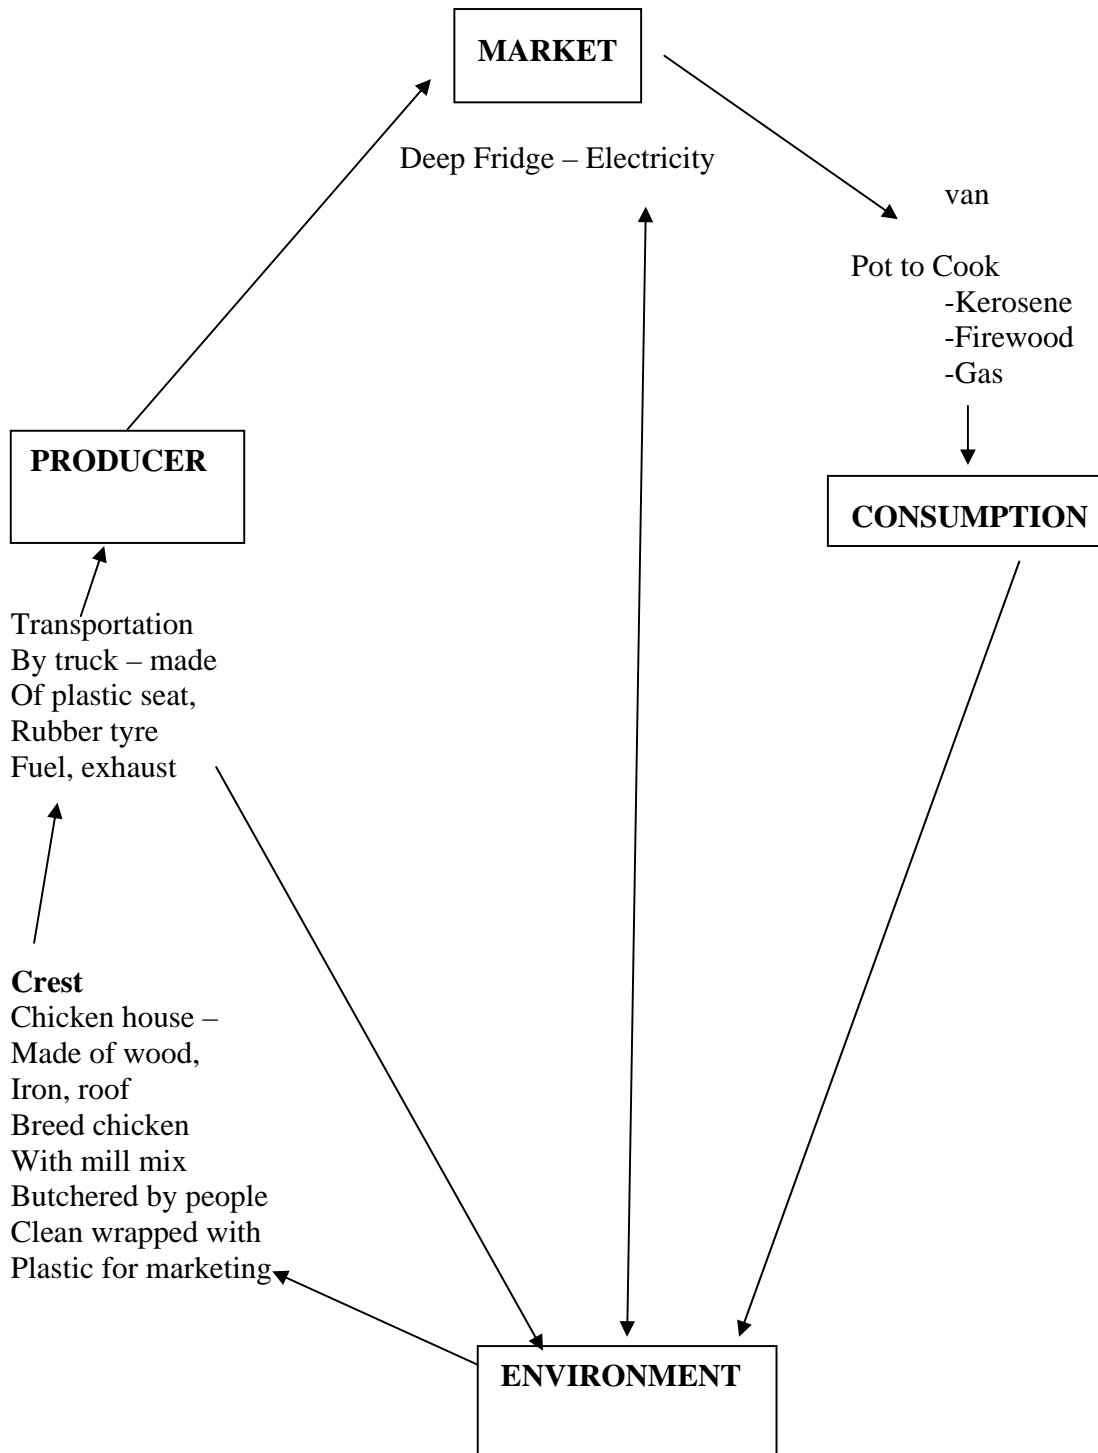 MARKET
Deep Fridge – Electricity
van
Pot to Cook
-Kerosene
-Firewood
-Gas
PRODUCER
CONSUMPTION
Transportation
By truck – made
Of plastic seat,
Rubber tyre
Fuel, exhaust
Crest
Chicken house –
Made of wood,
Iron, roof
Breed chicken
With mill mix
Butchered by people
Clean wrapped with
Plastic for marketing
ENVIRONMENT